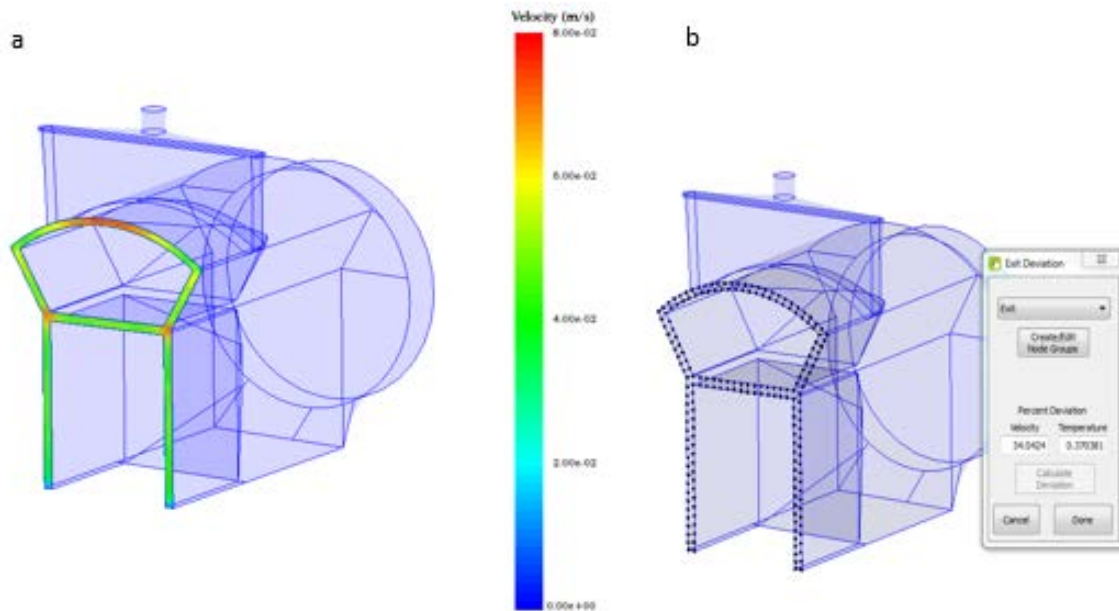 a
Velocity (m/s)
8.00e-02
6.00e-02
4.00e-02
2.00e-02
0.00e+00
b
Exit Deviation
Exit
Create/Edit
Node Groups
Percent Deviation
Velocity Temperature
34.0424 0.370381
Calculate
Deviation
Cancel Done